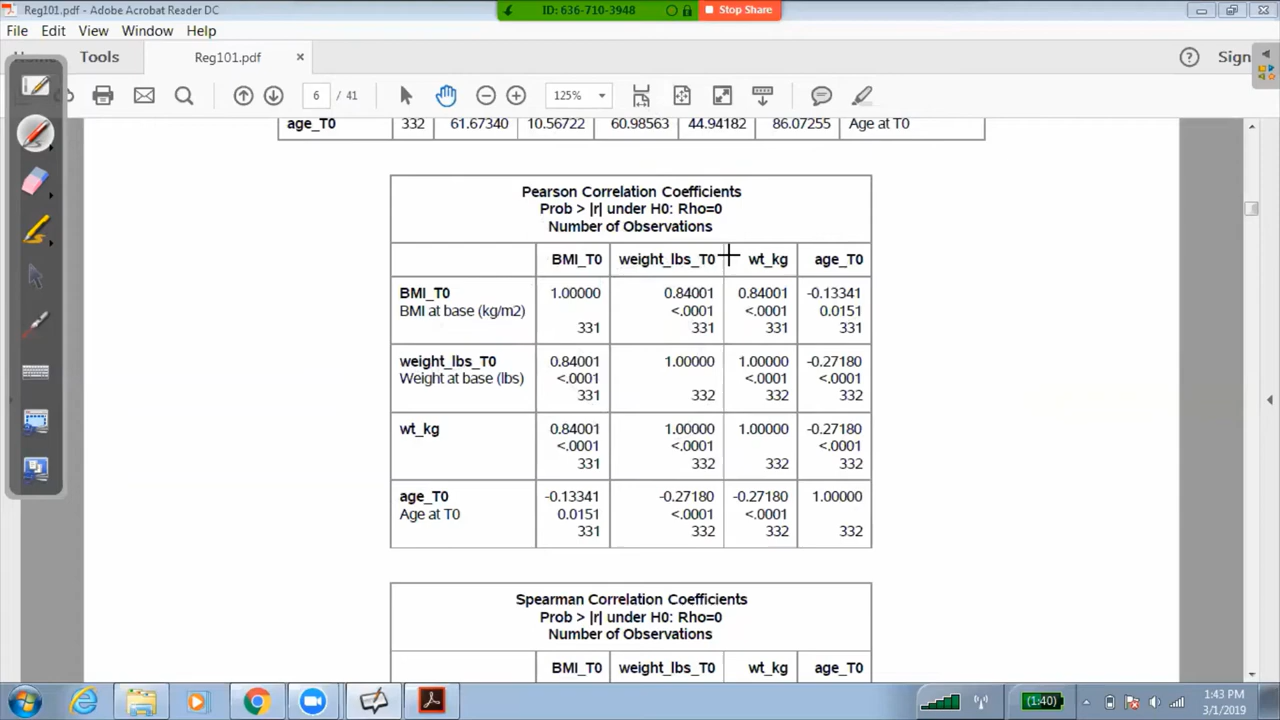 Reg101.pdf - Adobe Acrobat Reader DC
ID: 636-710-3948 Stop Share
File Edit View Window Help
Tools Reg101.pdf × ? Sign
6 / 41 125%
age_T0 332 61.67340 10.56722 60.98563 44.94182 86.07255 Age at T0
Pearson Correlation Coefficients
Prob > |r| under H0: Rho=0
Number of Observations
BMI_T0 weight_lbs_T0 wt_kg age_T0
BMI_T0 1.00000 0.84001 0.84001 -0.13341
BMI at base (kg/m2) <.0001 <.0001 0.0151
331 331 331 331
weight_lbs_T0 0.84001 1.00000 1.00000 -0.27180
Weight at base (lbs) <.0001 <.0001 <.0001
331 332 332 332
wt_kg 0.84001 1.00000 1.00000 -0.27180
<.0001 <.0001 <.0001
331 332 332 332
age_T0 -0.13341 -0.27180 -0.27180 1.00000
Age at T0 0.0151 <.0001 <.0001
331 332 332 332
Spearman Correlation Coefficients
Prob > |r| under H0: Rho=0
Number of Observations
BMI_T0 weight_lbs_T0 wt_kg age_T0
(1:40) 1:43 PM
3/1/2019